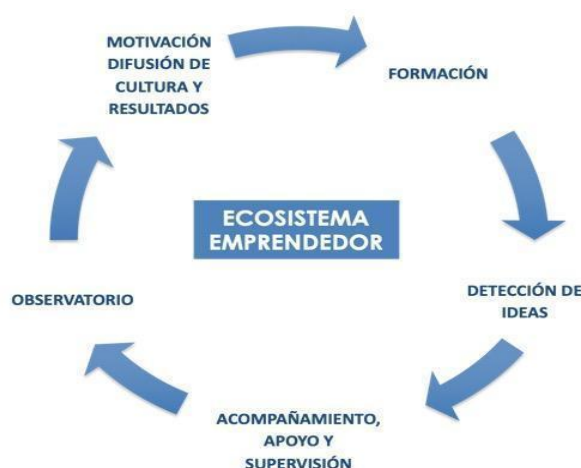 MOTIVACIÓN
DIFUSIÓN DE
CULTURA Y
RESULTADOS
FORMACIÓN
ECOSISTEMA
EMPRENDEDOR
DETECCIÓN DE
IDEAS
ACOMPAÑAMIENTO,
APOYO Y
SUPERVISIÓN
OBSERVATORIO